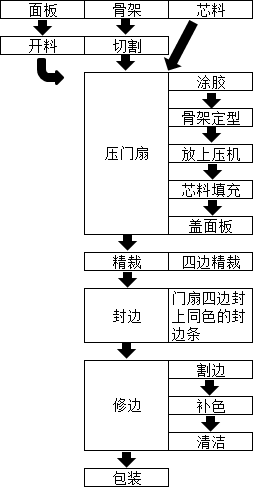 面板 骨架 芯料
开料 切割
压门扇
涂胶
骨架定型
放上压机
芯料填充
盖面板
精裁 四边精裁
封边
门扇四边封
上同色的封
边条
修边
割边
补色
清洁
包装